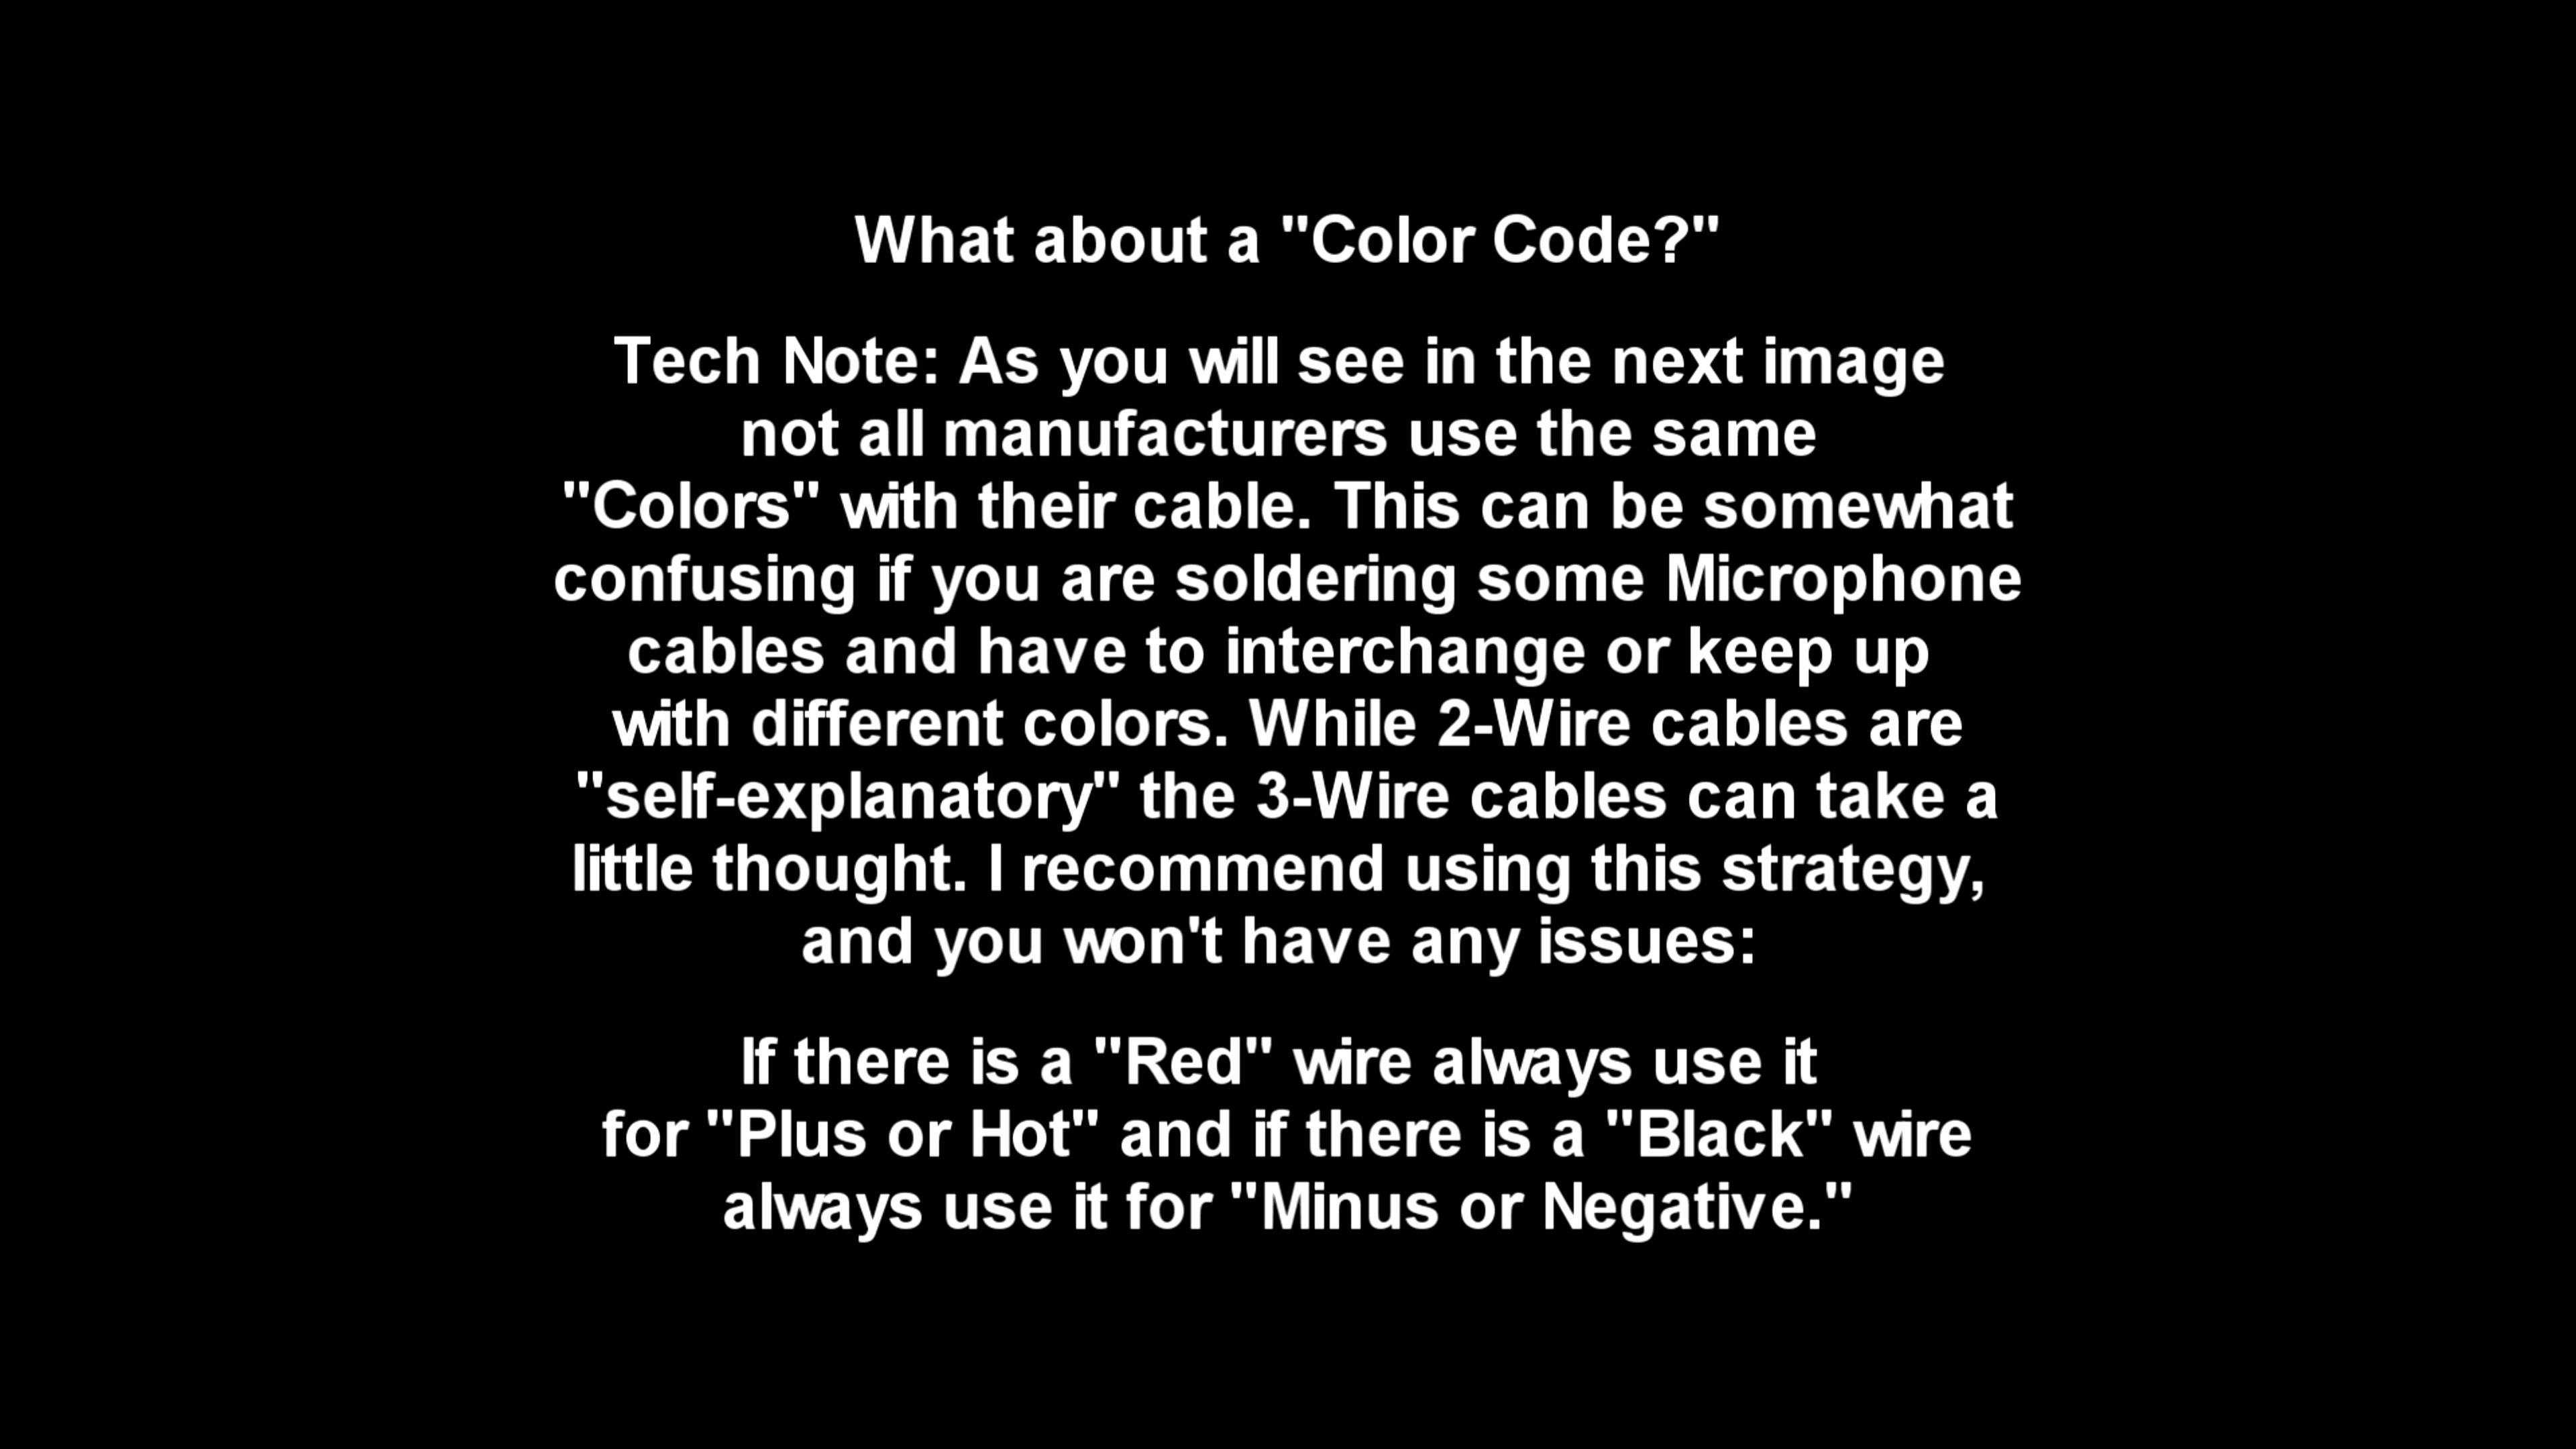 What about a "Color Code?"
Tech Note: As you will see in the next image
not all manufacturers use the same
"Colors" with their cable. This can be somewhat
confusing if you are soldering some Microphone
cables and have to interchange or keep up
with different colors. While 2-Wire cables are
"self-explanatory" the 3-Wire cables can take a
little thought. I recommend using this strategy,
and you won't have any issues:
If there is a "Red" wire always use it
for "Plus or Hot" and if there is a "Black" wire
always use it for "Minus or Negative."